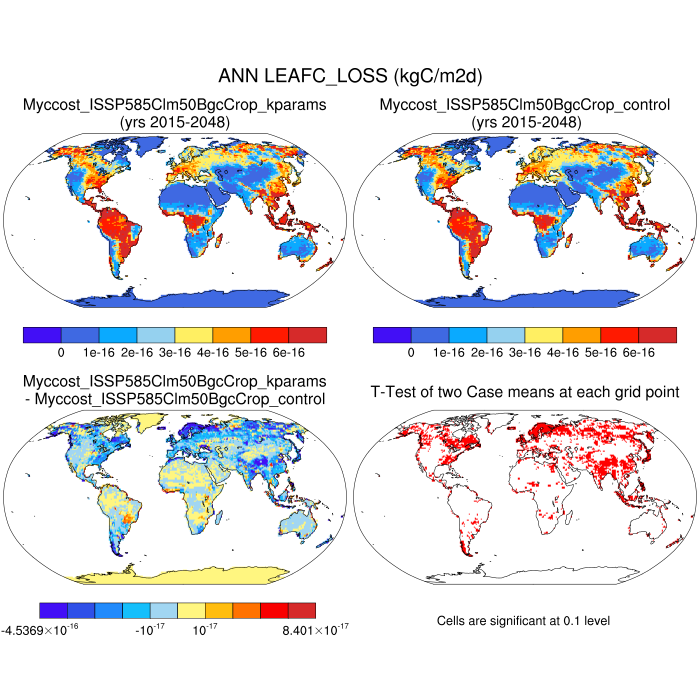 ANN LEAFC_LOSS (kgC/m2d)
Myccost_ISSP585Clm50BgcCrop_kparams
(yrs 2015-2048)
Myccost_ISSP585Clm50BgcCrop_control
(yrs 2015-2048)
0 1e-16 2e-16 3e-16 4e-16 5e-16 6e-16
0 1e-16 2e-16 3e-16 4e-16 5e-16 6e-16
Myccost_ISSP585Clm50BgcCrop_kparams
- Myccost_ISSP585Clm50BgcCrop_control
T-Test of two Case means at each grid point
-4.5369×10^-16 -10^-17 10^-17 8.401×10^-17
Cells are significant at 0.1 level